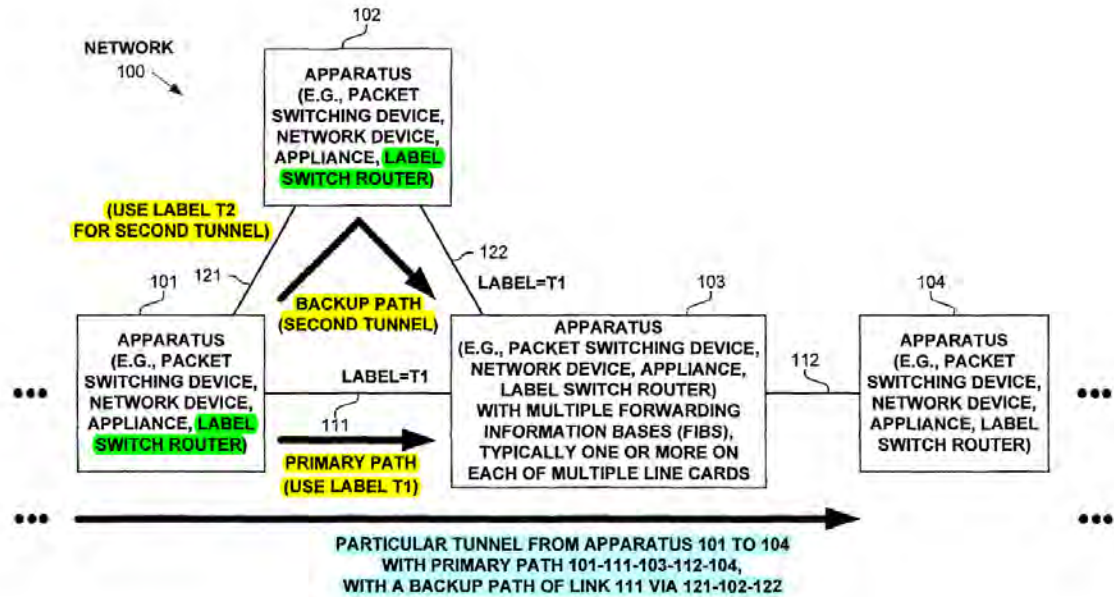 102
NETWORK
100
APPARATUS
(E.G., PACKET
SWITCHING DEVICE,
NETWORK DEVICE,
APPLIANCE, LABEL
SWITCH ROUTER)
(USE LABEL T2
FOR SECOND TUNNEL)
121
122
LABEL=T1
BACKUP PATH
(SECOND TUNNEL)
101
APPARATUS
(E.G., PACKET
SWITCHING DEVICE,
NETWORK DEVICE,
APPLIANCE, LABEL
SWITCH ROUTER)
LABEL=T1
111
PRIMARY PATH
(USE LABEL T1)
103
APPARATUS
(E.G., PACKET SWITCHING DEVICE,
NETWORK DEVICE, APPLIANCE,
LABEL SWITCH ROUTER)
WITH MULTIPLE FORWARDING
INFORMATION BASES (FIBS),
TYPICALLY ONE OR MORE ON
EACH OF MULTIPLE LINE CARDS
112
104
APPARATUS
(E.G., PACKET
SWITCHING DEVICE,
NETWORK DEVICE,
APPLIANCE, LABEL
SWITCH ROUTER)
PARTICULAR TUNNEL FROM APPARATUS 101 TO 104
WITH PRIMARY PATH 101-111-103-112-104,
WITH A BACKUP PATH OF LINK 111 VIA 121-102-122